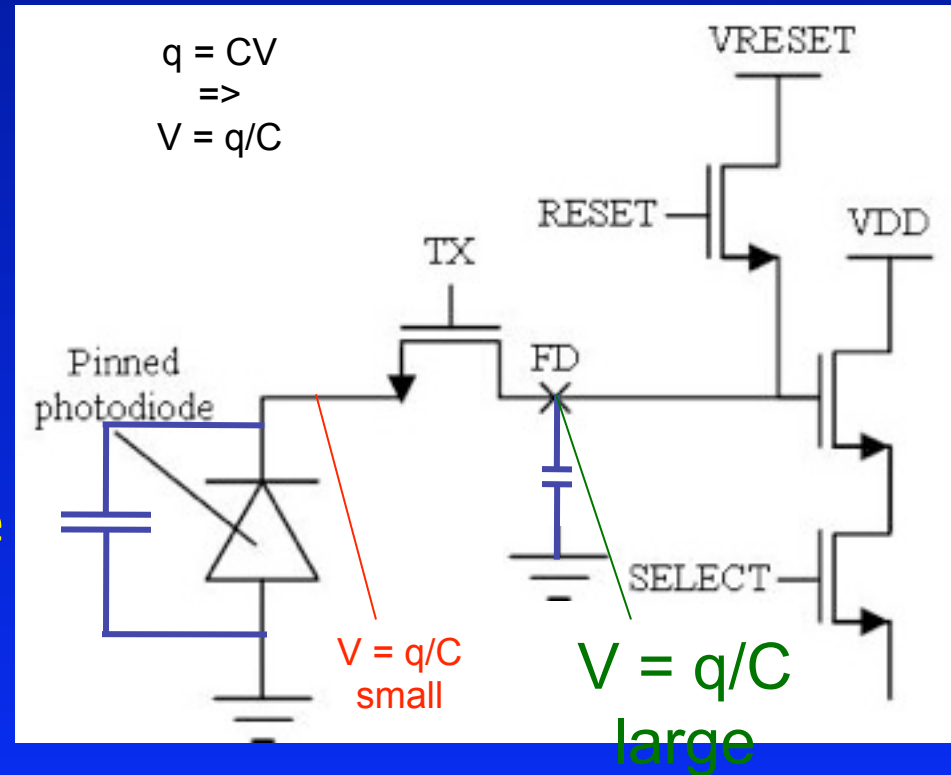 q = CV
=>
V = q/C
VRESET
RESET
VDD
TX
FD
Pinned
photodiode
SELECT
V = q/C
small
V = q/C
large